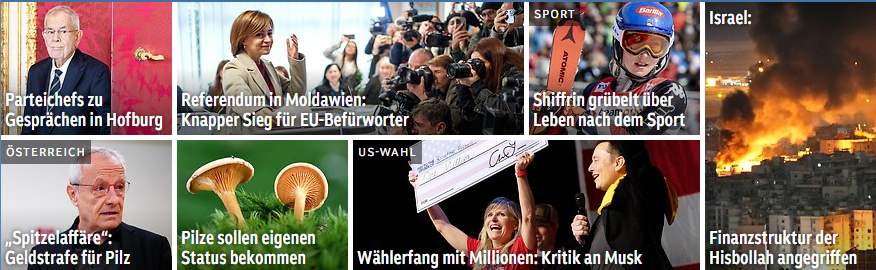 Parteichefs zu
Gesprächen in Hofburg
Referendum in Moldawien:
Knapper Sieg für EU-Befürworter
SPORT
Barilla
ATOMIC
Shiffrin grübelt über
Leben nach dem Sport
Israel:
Finanzstruktur der
Hisbollah angegriffen
ÖSTERREICH
„Spitzelaffäre“:
Geldstrafe für Pilz
Pilze sollen eigenen
Status bekommen
US-WAHL
Wählerfang mit Millionen: Kritik an Musk